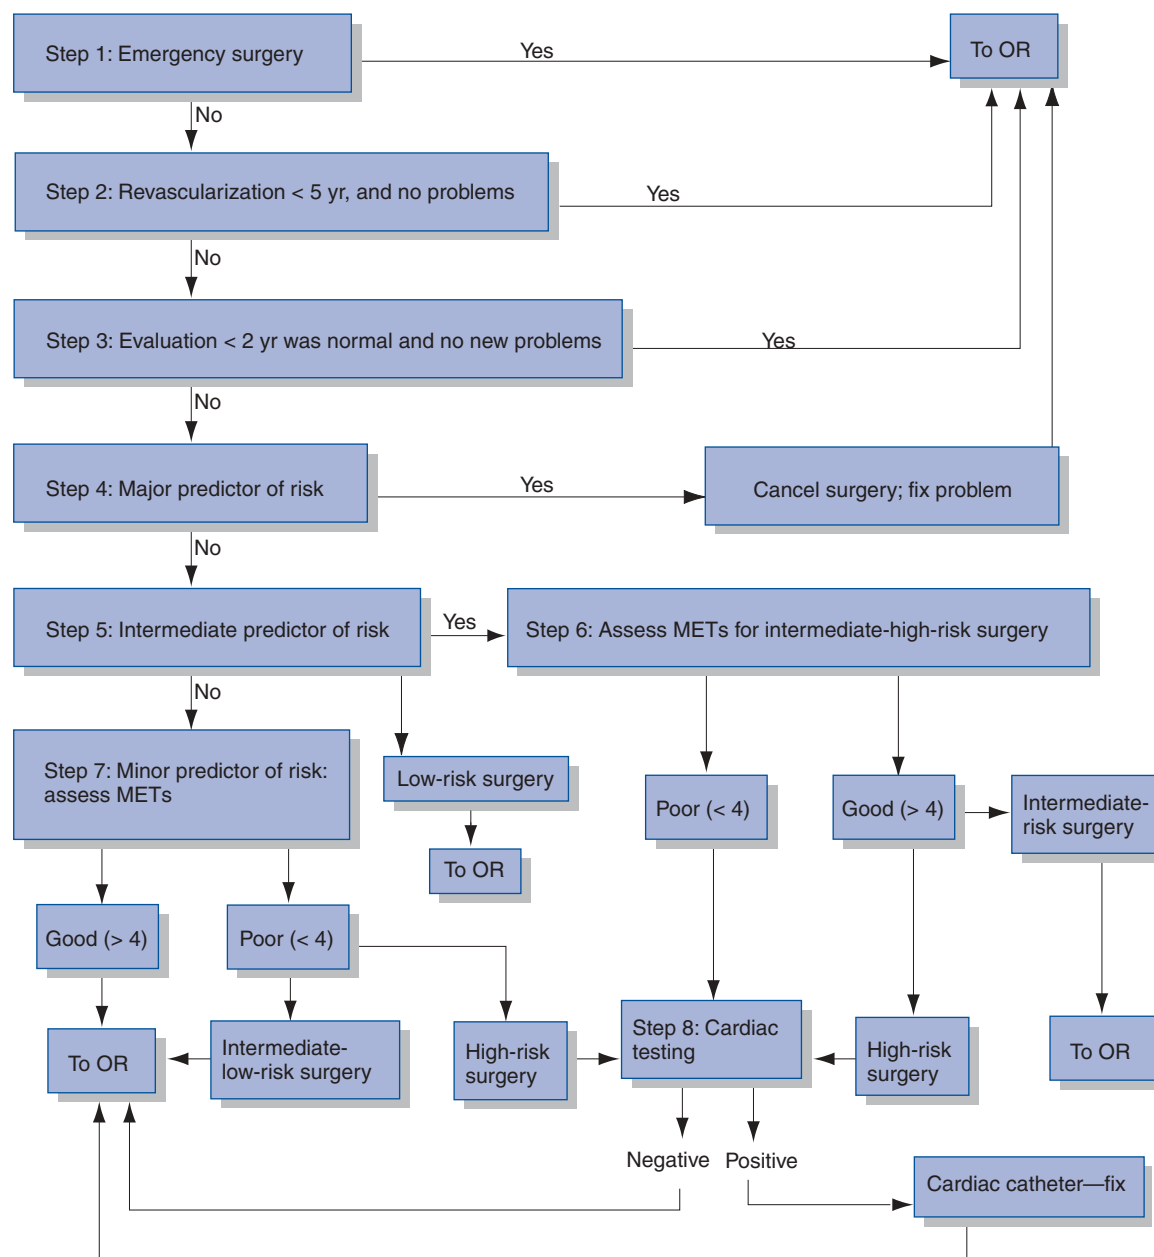 Step 1: Emergency surgery
Yes
To OR
No
Step 2: Revascularization < 5 yr, and no problems
Yes
No
Step 3: Evaluation < 2 yr was normal and no new problems
Yes
No
Step 4: Major predictor of risk
Yes
Cancel surgery; fix problem
No
Step 5: Intermediate predictor of risk
Yes
Step 6: Assess METs for intermediate-high-risk surgery
No
Step 7: Minor predictor of risk:
assess METs
Low-risk surgery
To OR
Poor (< 4)
Good (> 4)
Intermediate-
risk surgery
Good (> 4)
Poor (< 4)
To OR
Intermediate-
low-risk surgery
High-risk
surgery
Step 8: Cardiac
testing
High-risk
surgery
To OR
Negative
Positive
Cardiac catheter—fix